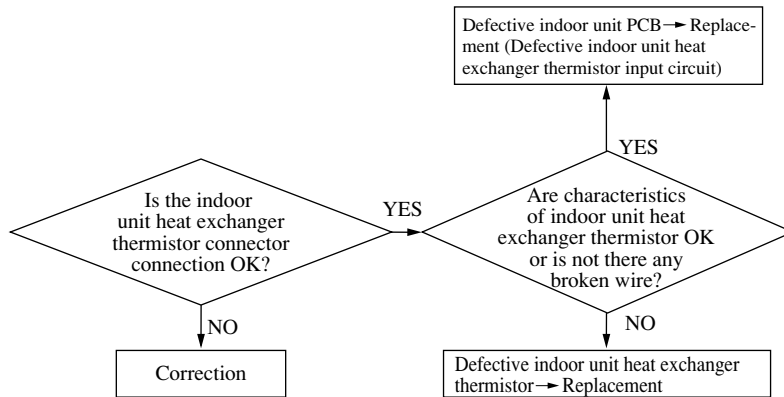 Defective indoor unit PCB→Replace-
ment (Defective indoor unit heat
exchanger thermistor input circuit)
YES
Is the indoor
unit heat exchanger
thermistor connector
connection OK?
YES
Are characteristics
of indoor unit heat
exchanger thermistor OK
or is not there any
broken wire?
NO
NO
Correction
Defective indoor unit heat exchanger
thermistor→Replacement